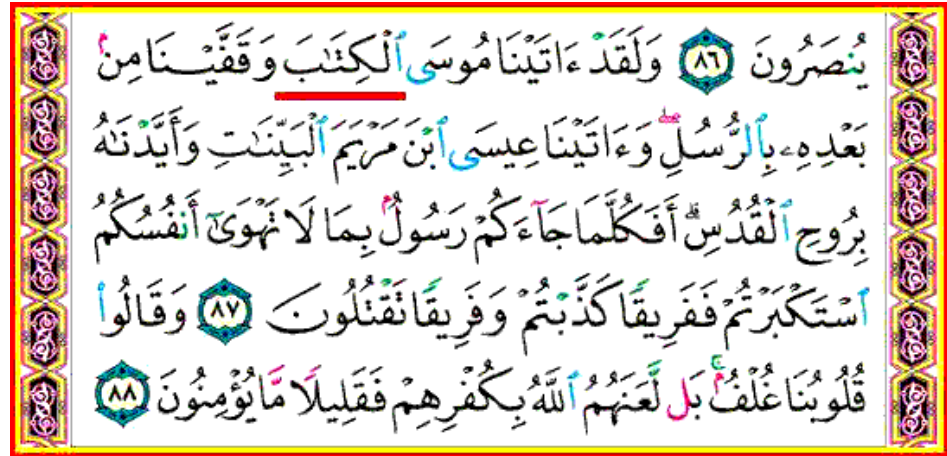 يُنصَرُونَ ٨٦ وَلَقَدْ ءَاتَيْنَا مُوسَى ٱلْكِتَٰبَ وَقَفَّيْنَا مِنۢ
بَعْدِهِۦ بِٱلرُّسُلِ ۖ وَءَاتَيْنَا عِيسَى ٱبْنَ مَرْيَمَ ٱلْبَيِّنَٰتِ وَأَيَّدْنَٰهُ
بِرُوحِ ٱلْقُدُسِ ۗ أَفَكُلَّمَا جَآءَكُمْ رَسُولٌۢ بِمَا لَا تَهْوَىٰٓ أَنفُسُكُمُ
ٱسْتَكْبَرْتُمْ فَفَرِيقًا كَذَّبْتُمْ وَفَرِيقًا تَقْتُلُونَ ٨٧ وَقَالُوا۟
قُلُوبُنَا غُلْفٌۢ ۚ بَل لَّعَنَهُمُ ٱللَّهُ بِكُفْرِهِمْ فَقَلِيلًا مَّا يُؤْمِنُونَ ٨٨